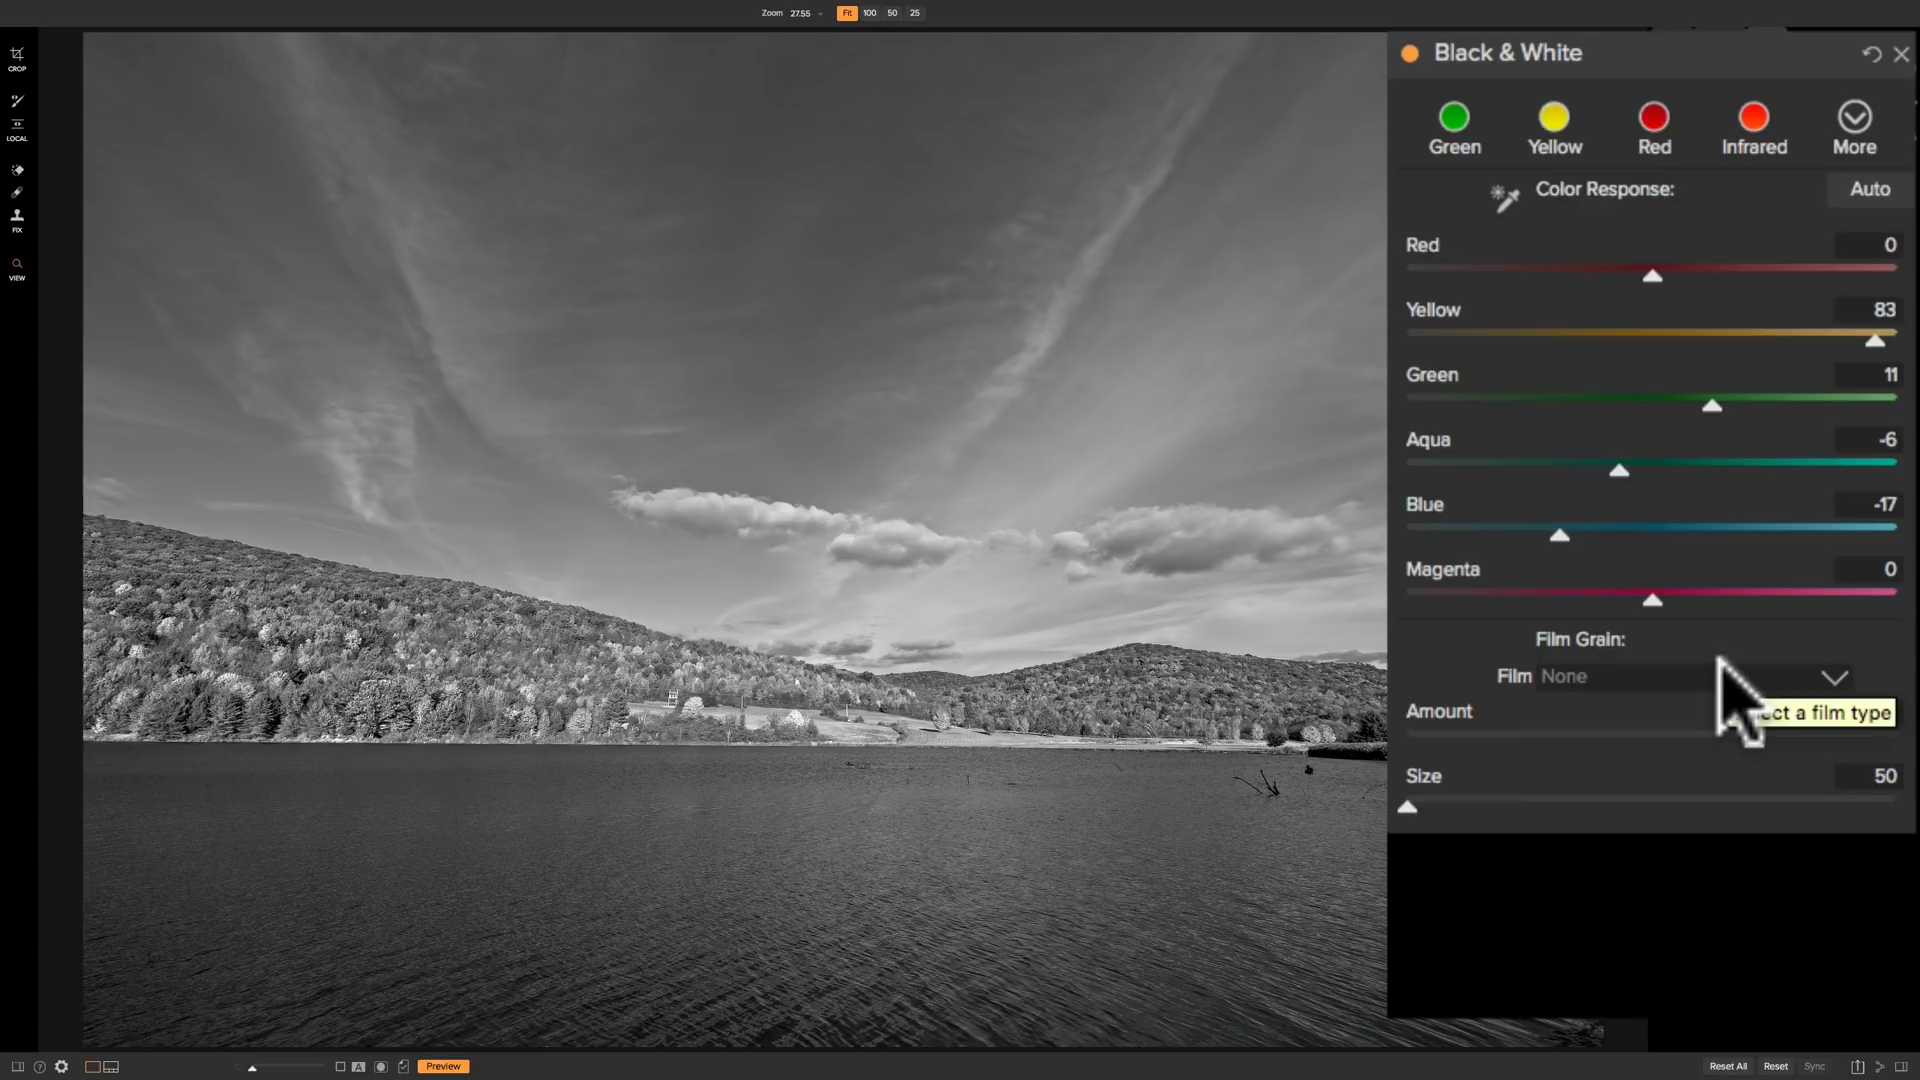 Zoom 27.55 Fit 100 50 25
CROP
LOCAL
FIX
VIEW
Black & White
Green Yellow Red Infrared More
Color Response: Auto
Red 0
Yellow 83
Green 11
Aqua -6
Blue -17
Magenta 0
Film Grain:
Film None
Amount
ct a film type
Size 50
A Preview
Reset All Reset Sync